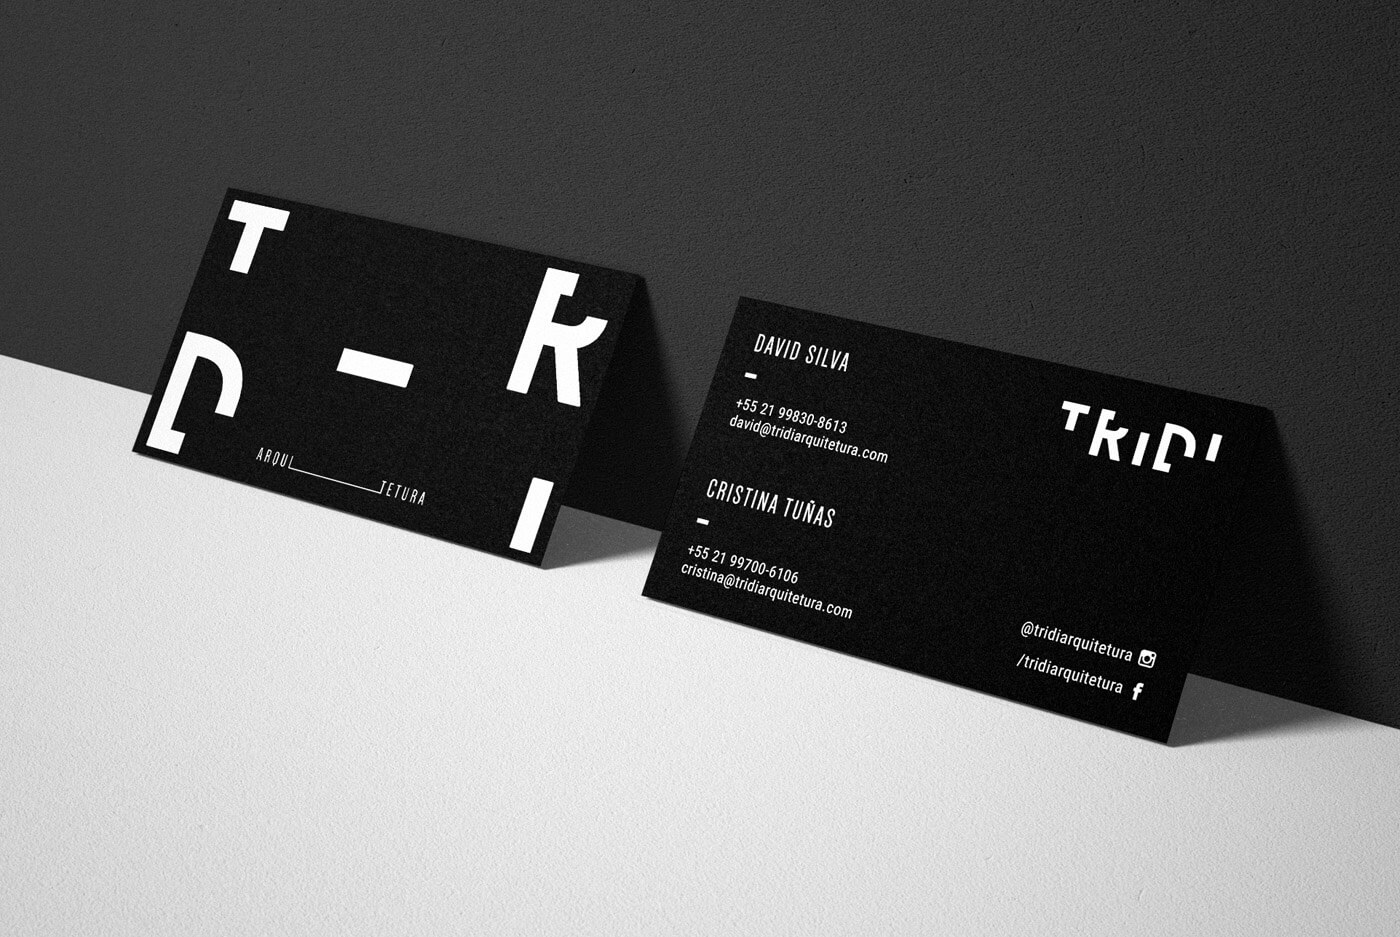 T R
D I I
ARQUI TETURA
DAVID SILVA
+55 21 99830-8613
david@tridiarquitetura.com
TRIDI
CRISTINA TUÑAS
+55 21 99700-6106
cristina@tridiarquitetura.com
@tridiarquitetura
/tridiarquitetura